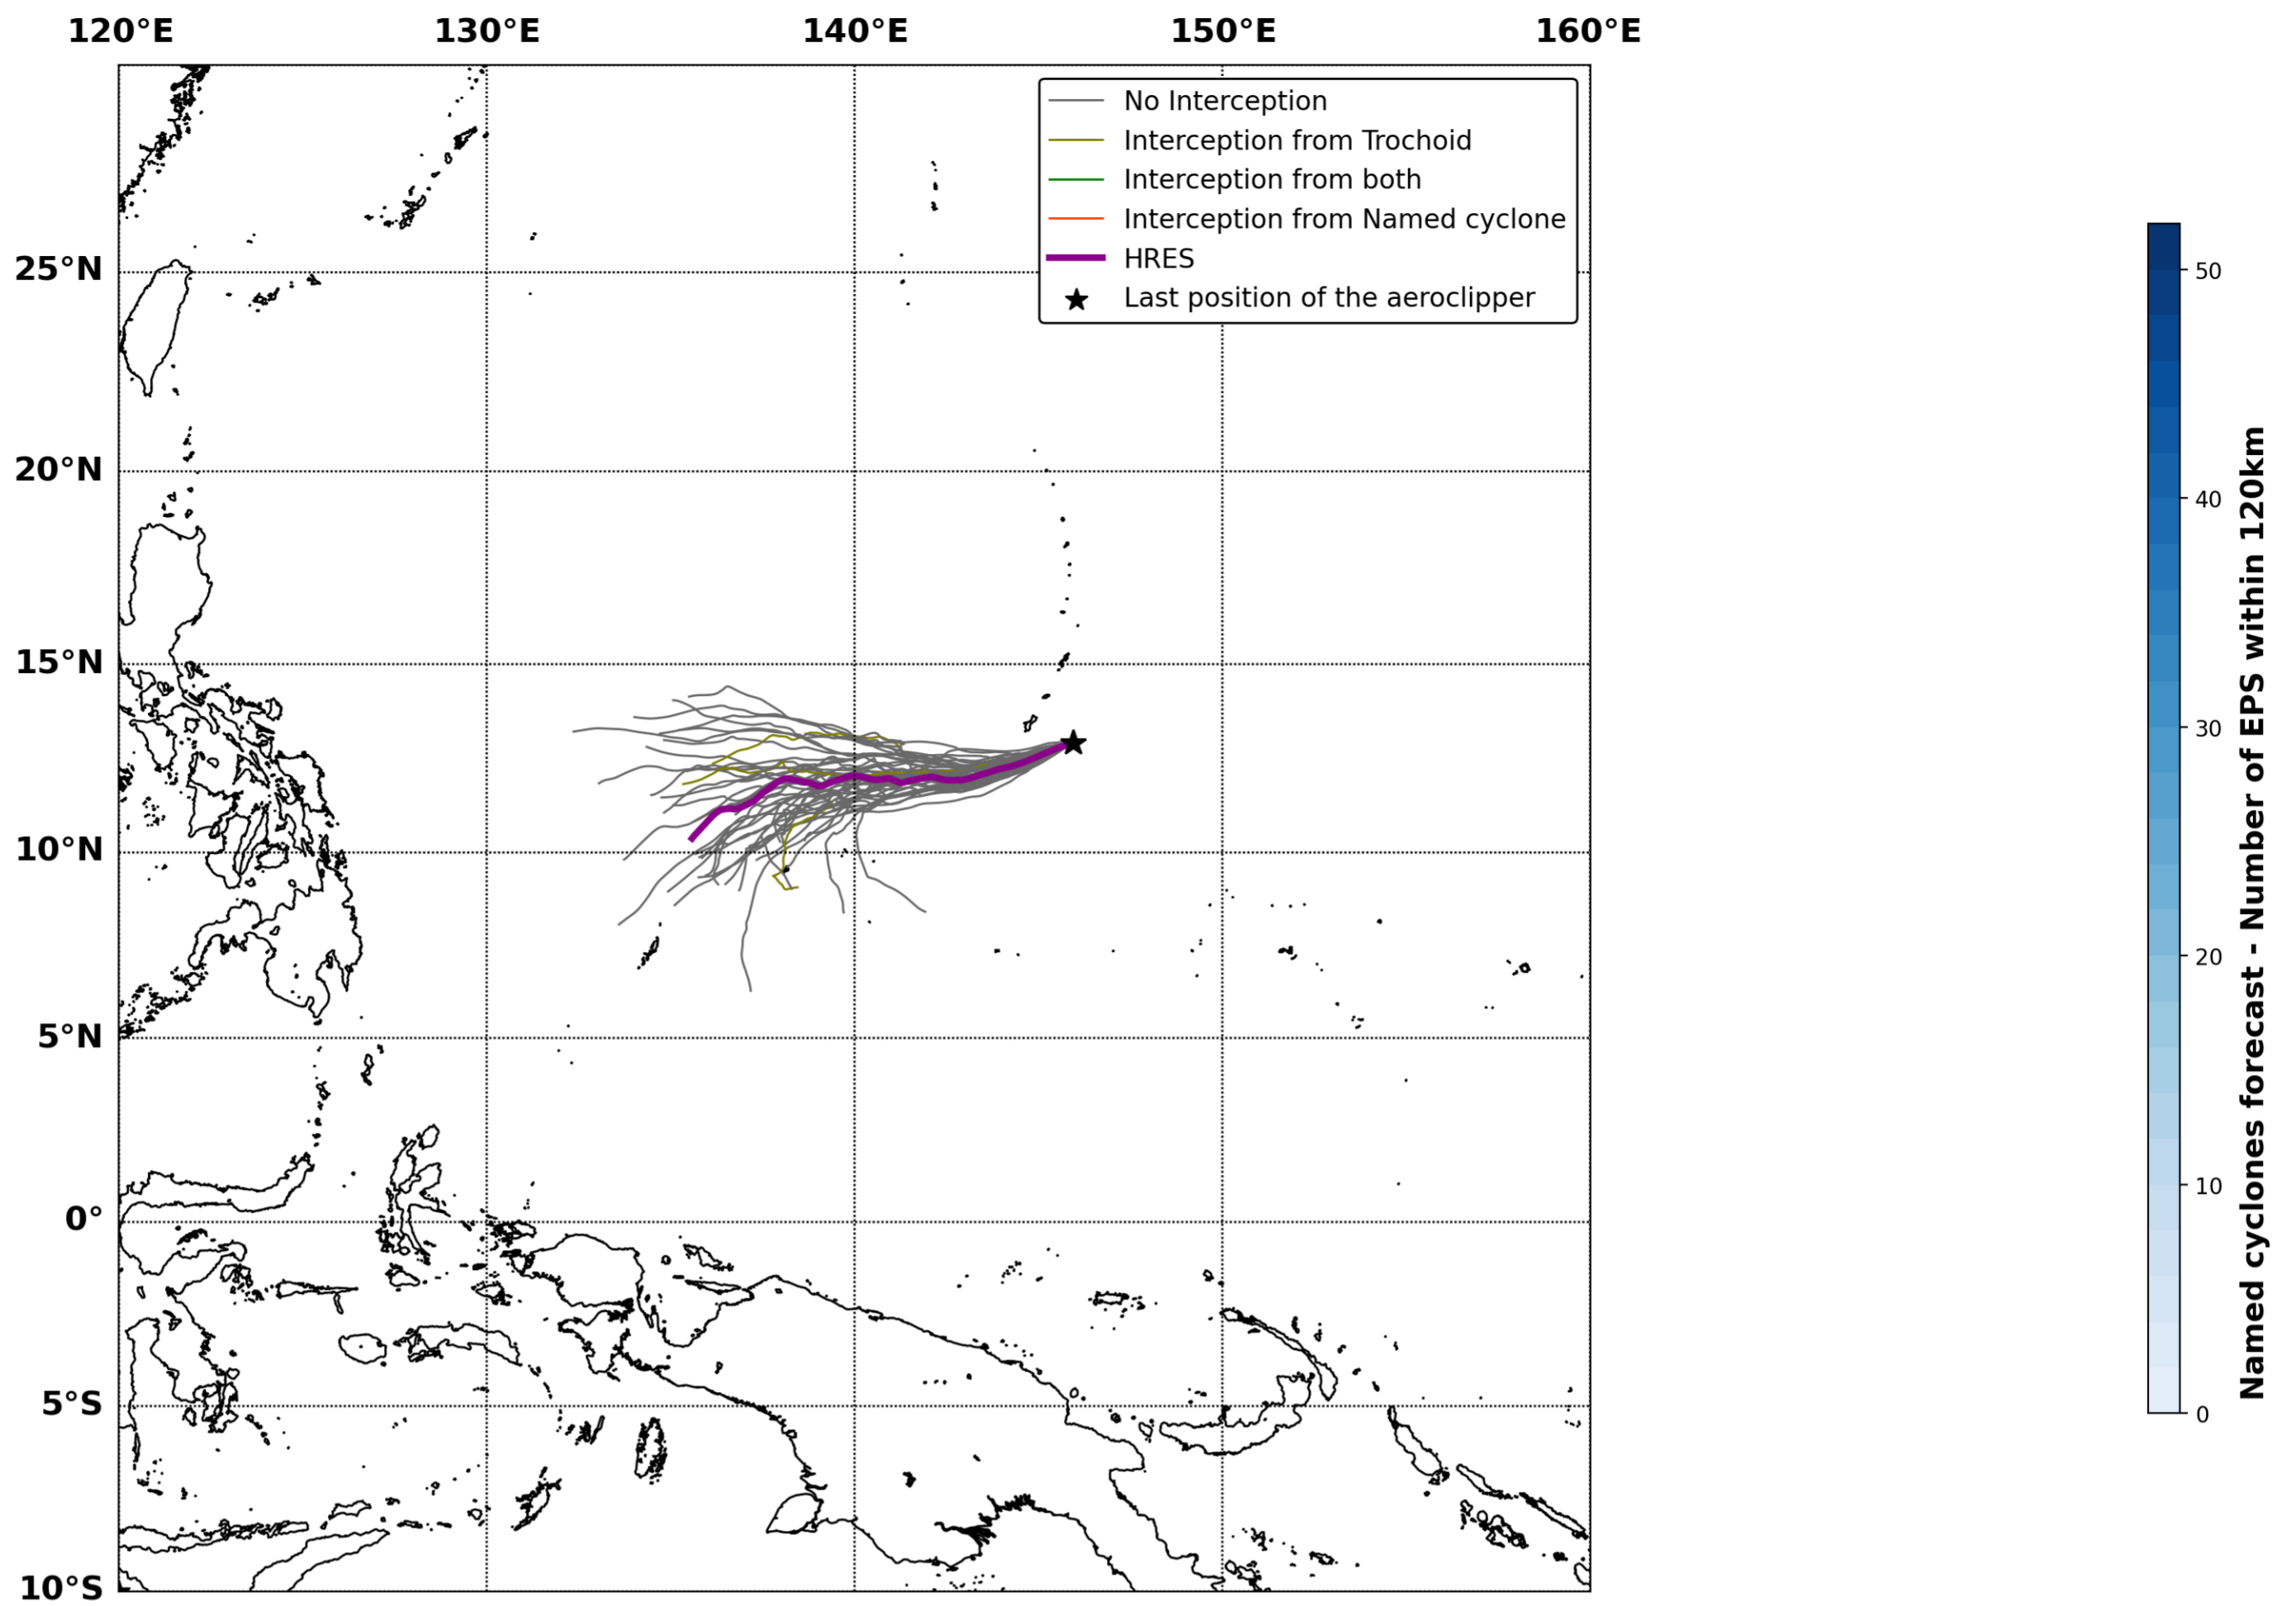 120°E 130°E 140°E 150°E 160°E
No Interception
Interception from Trochoid
Interception from both
Interception from Named cyclone
HRES
Last position of the aeroclipper
25°N
20°N
15°N
10°N
5°N
0°
5°S
10°S
50
40
30
20
10
0
Named cyclones forecast - Number of EPS within 120km